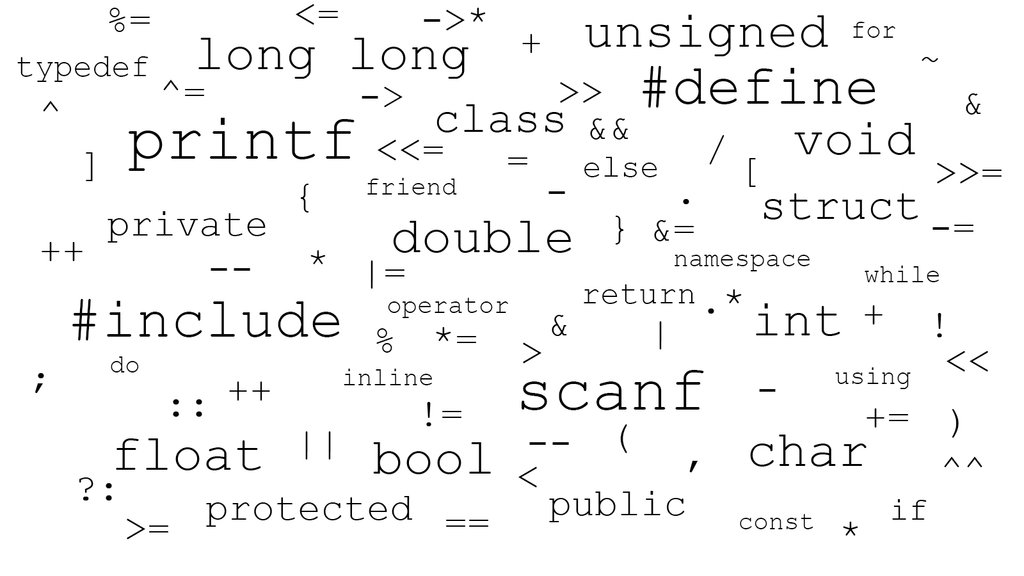 %= <= ->*
typedef long long + unsigned for
^ ^= -> >> #define ~ &
printf class && void
] <<= = else / [ >>=
{ friend - . struct
private double } &= -=
++ -- * |= namespace
#include operator return .* int while
% *= & | + !
; do inline > using <<
:: ++ != scanf - +=
float || bool -- ( , char )
?: < ^^
>= protected == public const * if